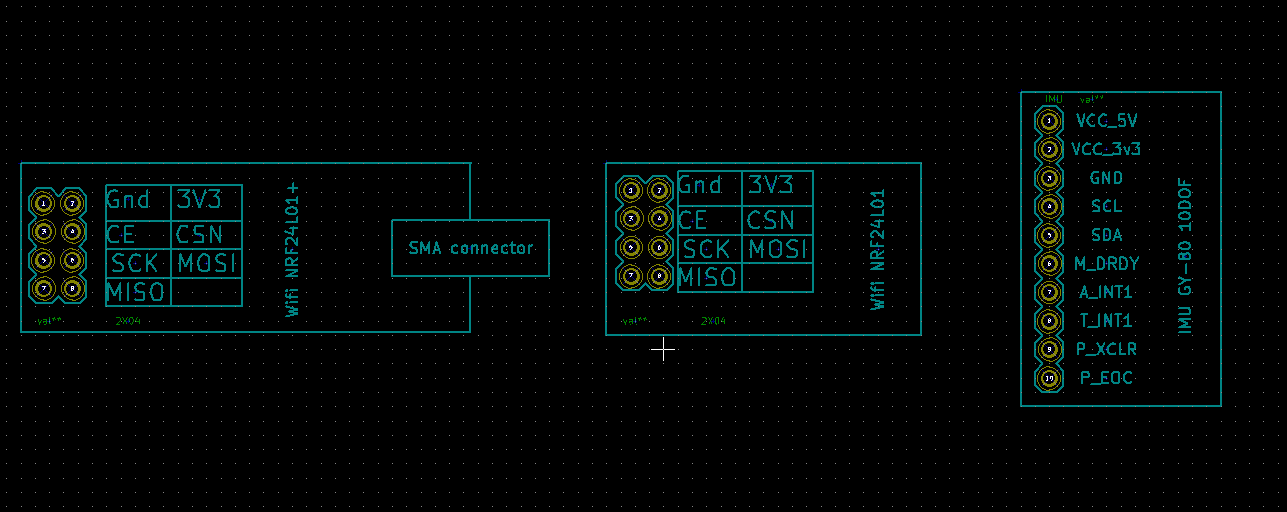 Gnd 3V3
CE CSN
SCK MOSI
MISO
1 2
3 4
5 6
7 8
Wifi NRF24L01+
SMA connector
val** 2X04
Gnd 3V3
CE CSN
SCK MOSI
MISO
1 2
3 4
5 6
7 8
Wifi NRF24L01
val** 2X04
IMU val**
1 VCC_5V
2 VCC_3v3
3 GND
4 SCL
5 SDA
6 M_DRDY
7 A_INT1
8 T_INT1
9 P_XCLR
10 P_EOC
IMU GY-80 10DOF